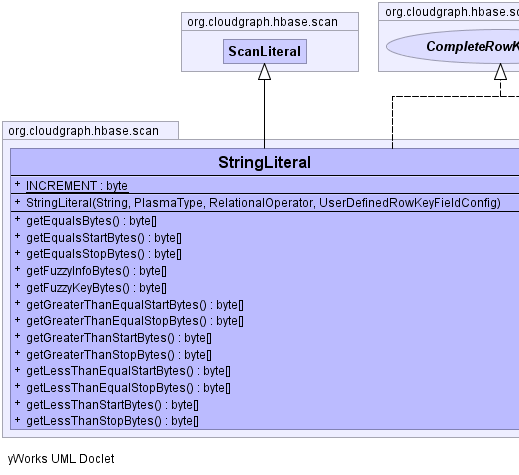 org.cloudgraph.hbase.scan
org.cloudgraph.hbase.sc
ScanLiteral
CompleteRowK
org.cloudgraph.hbase.scan
StringLiteral
+ INCREMENT : byte
+ StringLiteral(String, PlasmaType, RelationalOperator, UserDefinedRowKeyFieldConfig)
+ getEqualsBytes() : byte[]
+ getEqualsStartBytes() : byte[]
+ getEqualsStopBytes() : byte[]
+ getFuzzyInfoBytes() : byte[]
+ getFuzzyKeyBytes() : byte[]
+ getGreaterThanEqualStartBytes() : byte[]
+ getGreaterThanEqualStopBytes() : byte[]
+ getGreaterThanStartBytes() : byte[]
+ getGreaterThanStopBytes() : byte[]
+ getLessThanEqualStartBytes() : byte[]
+ getLessThanEqualStopBytes() : byte[]
+ getLessThanStartBytes() : byte[]
+ getLessThanStopBytes() : byte[]
yWorks UML Doclet